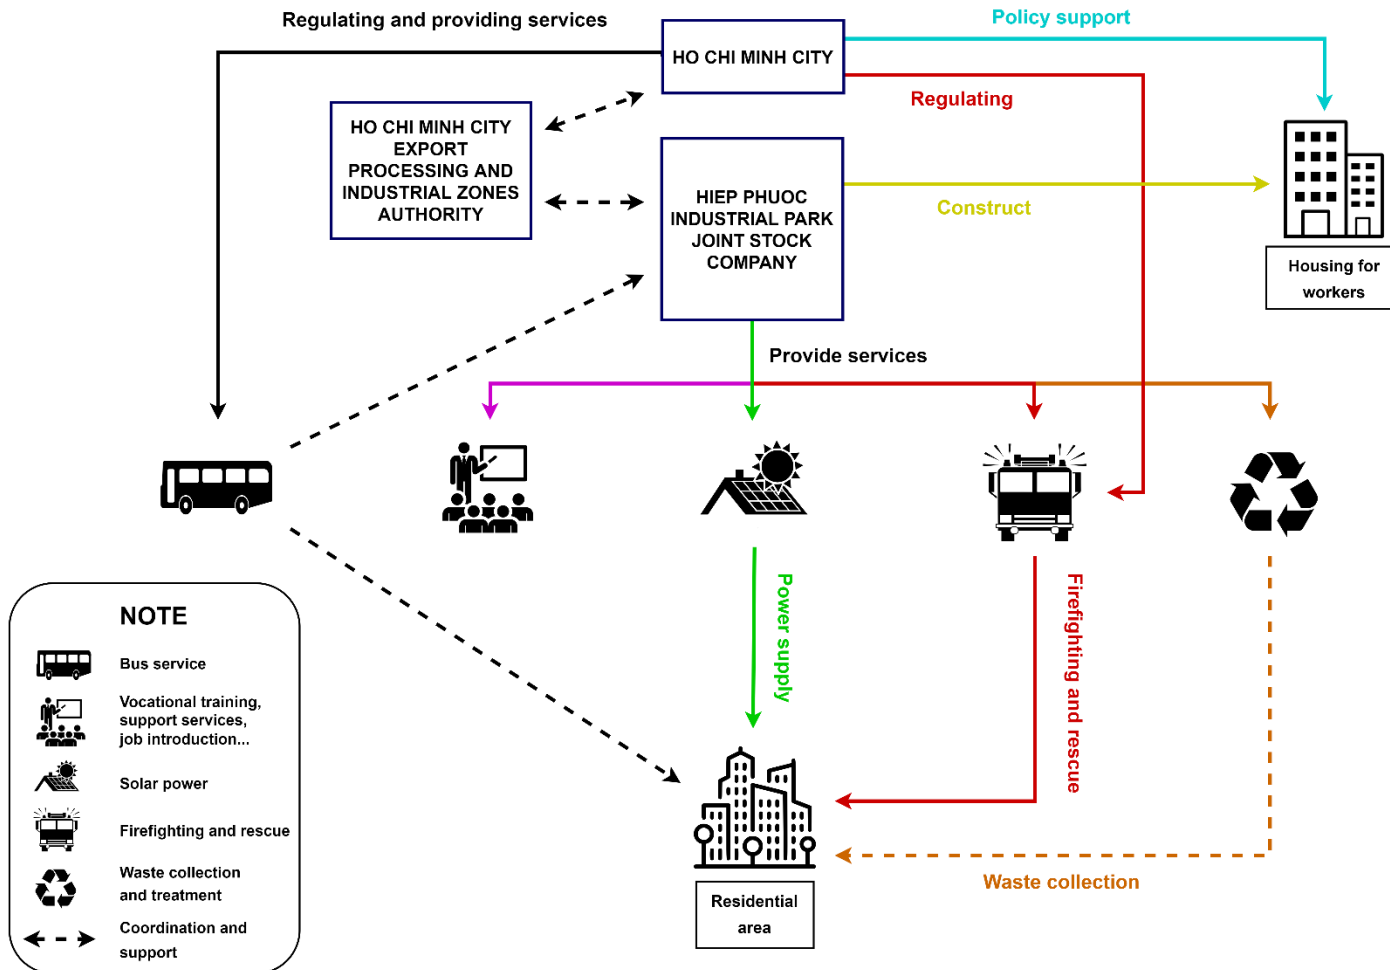 Regulating and providing services
Policy support
HO CHI MINH CITY
Regulating
HO CHI MINH CITY
EXPORT
PROCESSING AND
INDUSTRIAL ZONES
AUTHORITY
HIEP PHUOC
INDUSTRIAL PARK
JOINT STOCK
COMPANY
Construct
Housing for
workers
Provide services
Power supply
Firefighting and rescue
Waste collection
Residential
area
NOTE
Bus service
Vocational training,
support services,
job introduction...
Solar power
Firefighting and rescue
Waste collection
and treatment
Coordination and
support